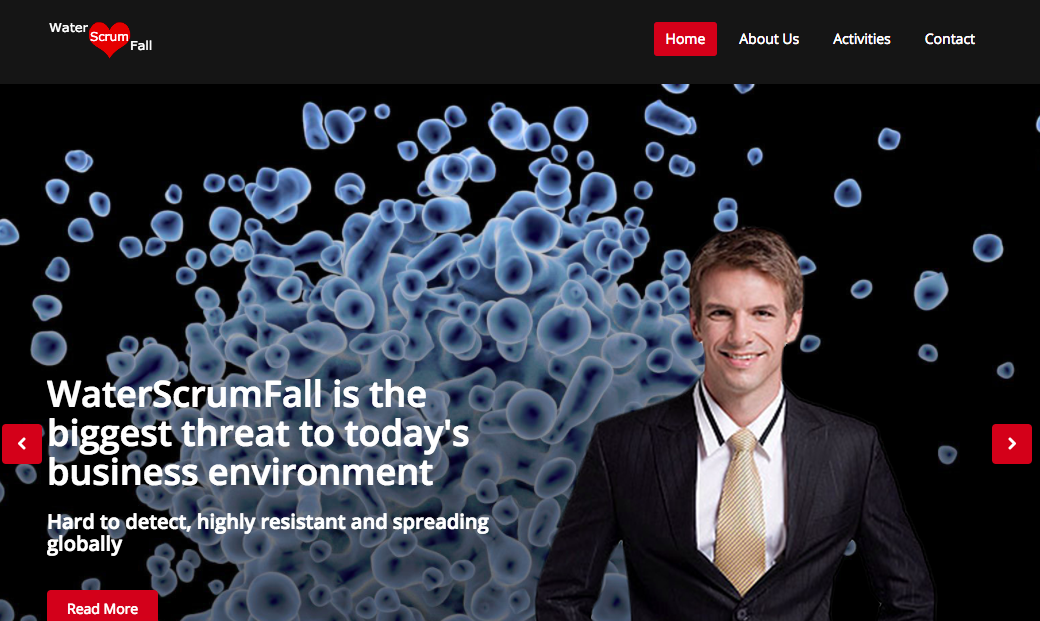 Water
Scrum
Fall
Home About Us Activities Contact
WaterScrumFall is the
biggest threat to today's
business environment
Hard to detect, highly resistant and spreading
globally
Read More